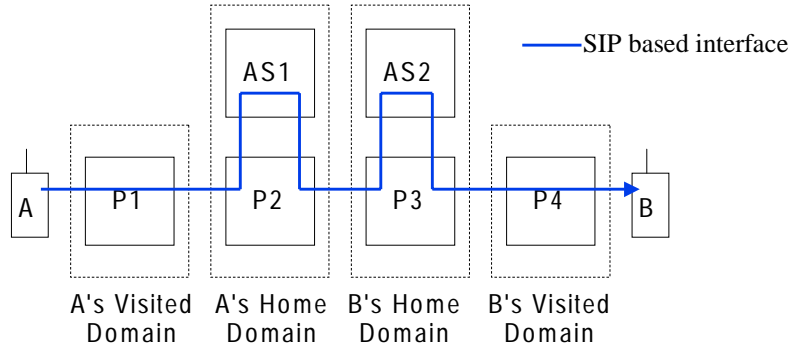 SIP based interface
AS1
AS2
A
P1
P2
P3
P4
B
A's Visited
Domain
A's Home
Domain
B's Home
Domain
B's Visited
Domain